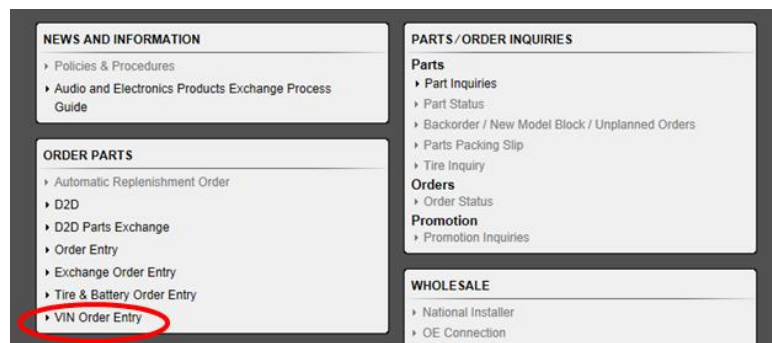 NEWS AND INFORMATION
Policies & Procedures
Audio and Electronics Products Exchange Process
Guide
ORDER PARTS
Automatic Replenishment Order
D2D
D2D Parts Exchange
Order Entry
Exchange Order Entry
Tire & Battery Order Entry
VIN Order Entry
PARTS/ORDER INQUIRIES
Parts
Part Inquiries
Part Status
Backorder / New Model Block / Unplanned Orders
Parts Packing Slip
Tire Inquiry
Orders
Order Status
Promotion
Promotion Inquiries
WHOLESALE
National Installer
OE Connection